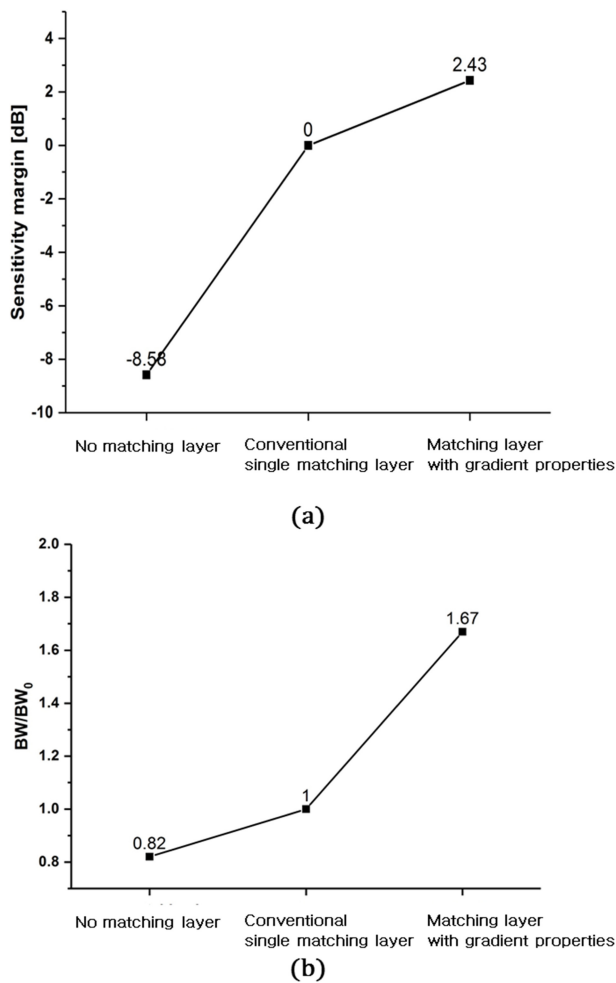 Sensitivity margin [dB]
4
2
0
-2
-4
-6
-8
-10
-8.58
0
2.43
No matching layer
Conventional
single matching layer
Matching layer
with gradient properties
(a)
BW/BW0
2.0
1.8
1.6
1.4
1.2
1.0
0.8
0.82
1
1.67
No matching layer
Conventional
single matching layer
Matching layer
with gradient properties
(b)